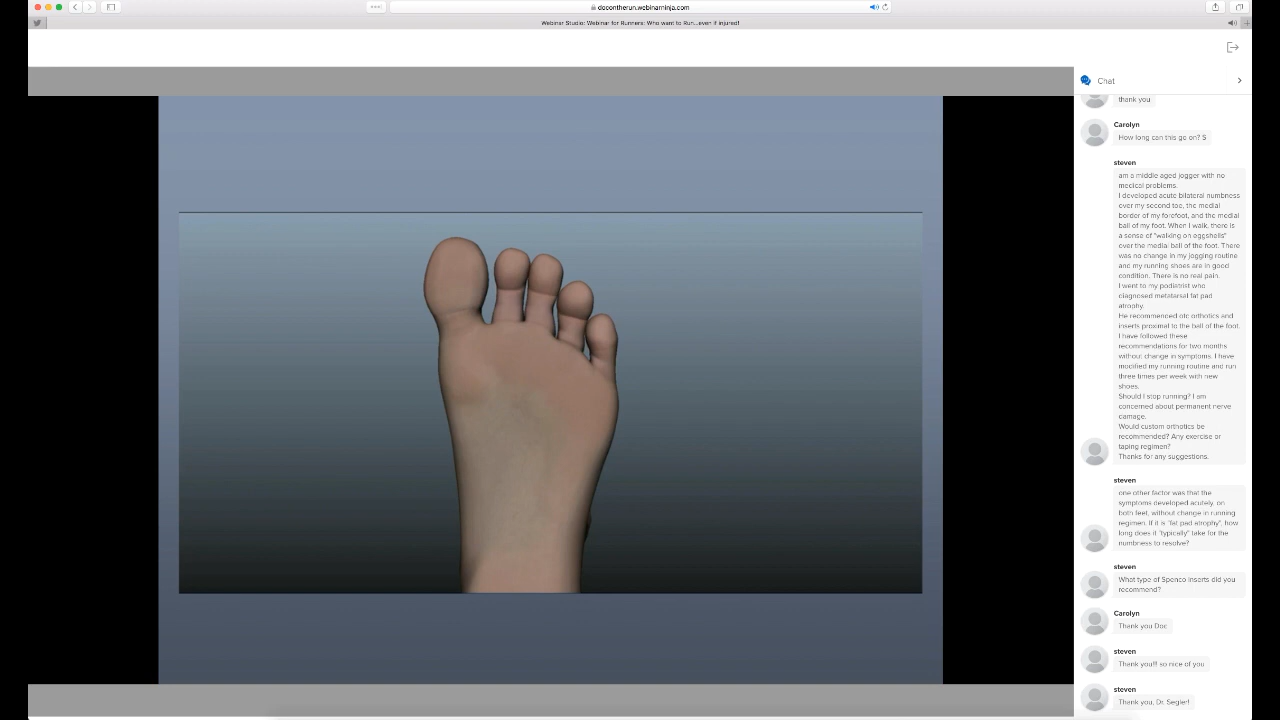 docontherun.webinarninja.com
Webinar Studio: Webinar for Runners: Who want to Run...even if injured!
Chat
thank you
Carolyn
How long can this go on? S
steven
am a middle aged jogger with no
medical problems.
I developed acute bilateral numbness
over my second toe, the medial
border of my forefoot, and the medial
ball of my foot. When I walk, there is
a sense of "walking on eggshells"
over the medial ball of the foot. There
was no change in my jogging routine
and my running shoes are in good
condition. There is no real pain.
I went to my podiatrist who
diagnosed metatarsal fat pad
atrophy.
He recommended otc orthotics and
inserts proximal to the ball of the foot.
I have followed these
recommendations for two months
without change in symptoms. I have
modified my running routine and run
three times per week with new
shoes.
Should I stop running? I am
concerned about permanent nerve
damage.
Would custom orthotics be
recommended? Any exercise or
taping regimen?
Thanks for any suggestions.
steven
one other factor was that the
symptoms developed acutely, on
both feet, without change in running
regimen. If it is "fat pad atrophy", how
long does it "typically" take for the
numbness to resolve?
steven
What type of Spenco inserts did you
recommend?
Carolyn
Thank you Doc
steven
Thank you!!! so nice of you
steven
Thank you, Dr. Segler!